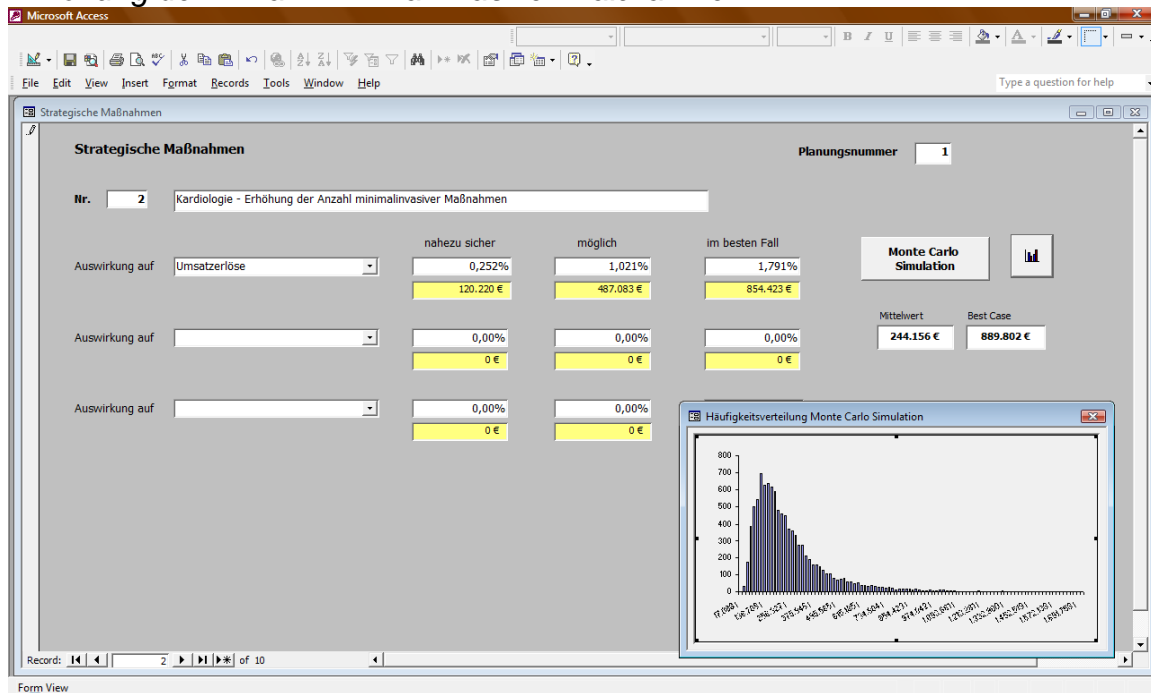 Microsoft Access
File Edit View Insert Format Records Tools Window Help
Type a question for help
Strategische Maßnahmen
Strategische Maßnahmen
Planungsnummer 1
Nr. 2 Kardiologie - Erhöhung der Anzahl minimalinvasiver Maßnahmen
nahezu sicher möglich im besten Fall
Monte Carlo
Simulation
Auswirkung auf Umsatzerlöse 0,252% 1,021% 1,791%
120.220 € 487.083 € 854.423 €
Mittelwert Best Case
244.156 € 889.802 €
Auswirkung auf 0,00% 0,00% 0,00%
0 € 0 € 0 €
Auswirkung auf 0,00% 0,00%
0 € 0 €
Häufigkeitsverteilung Monte Carlo Simulation
800
700
600
500
400
300
200
100
0
Record: 2 of 10
Form View